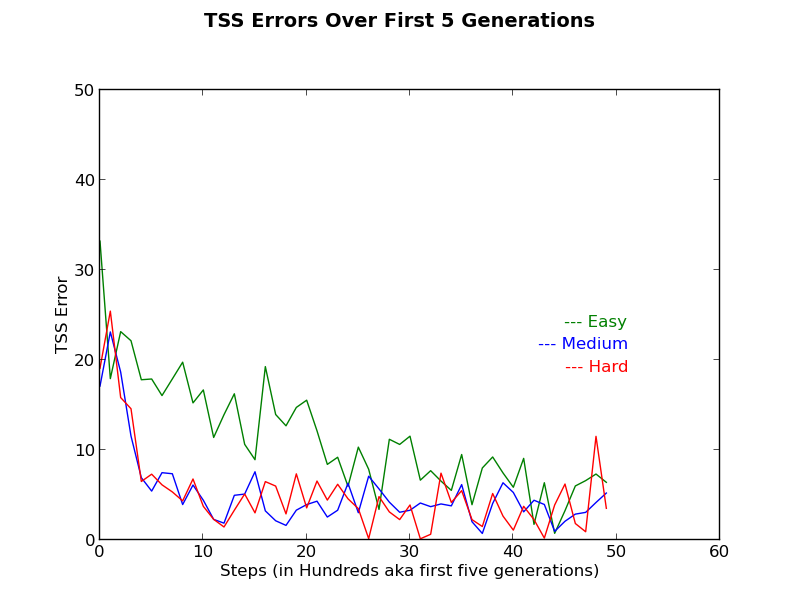 TSS Errors Over First 5 Generations
50
40
30
20
10
0
TSS Error
--- Easy
--- Medium
--- Hard
0 10 20 30 40 50 60
Steps (in Hundreds aka first five generations)